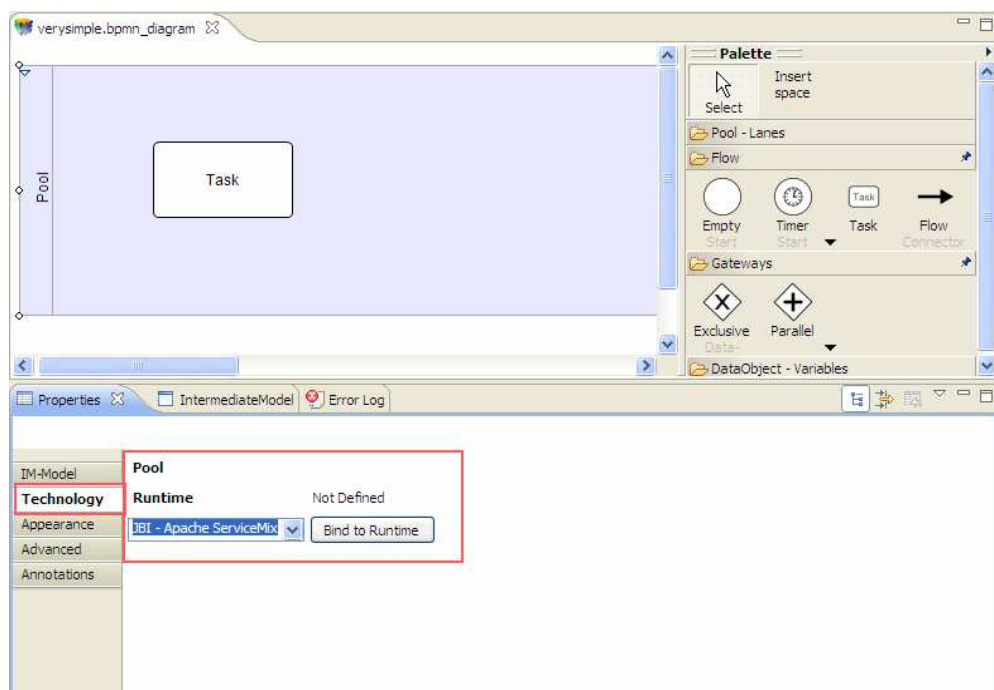 verysimple.bpmn_diagram
Pool
Task
Palette
Select
Insert
space
Pool - Lanes
Flow
Empty
Start
Timer
Start
Task
Task
Flow
Connector
Gateways
Exclusive
Data-
Parallel
DataObject - Variables
Properties
IntermediateModel
Error Log
IM-Model
Technology
Appearance
Advanced
Annotations
Pool
Runtime
Not Defined
JBI - Apache ServiceMix
Bind to Runtime